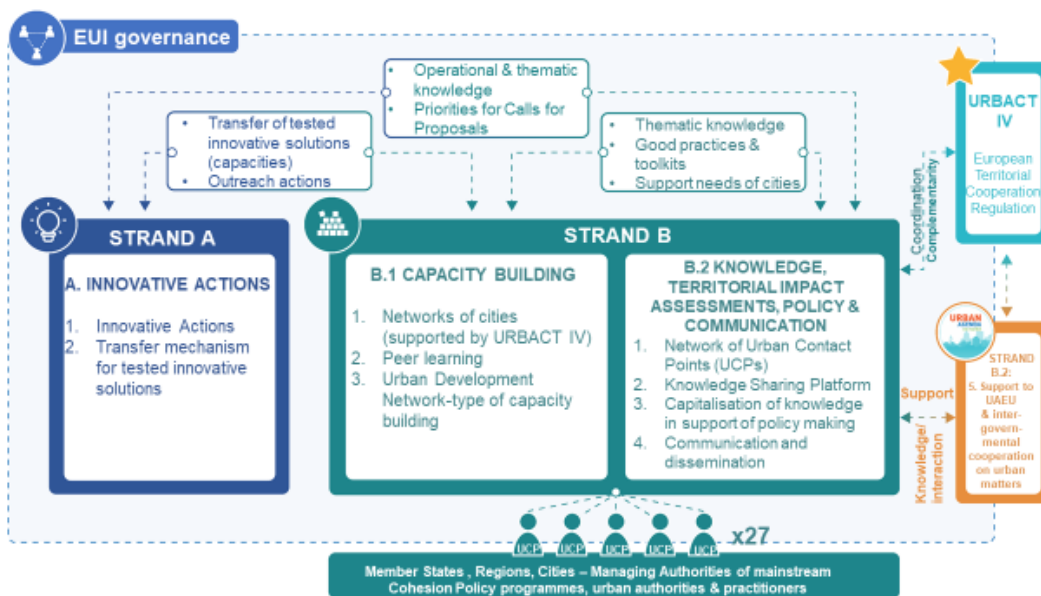 EUI governance
• Operational & thematic
knowledge
• Priorities for Calls for
Proposals
• Transfer of tested
innovative solutions
(capacities)
• Outreach actions
• Thematic knowledge
• Good practices &
toolkits
• Support needs of cities
URBACT
IV
European
Territorial
Cooperation
Regulation
Coordination
Complementarity
STRAND A
A. INNOVATIVE ACTIONS
1. Innovative Actions
2. Transfer mechanism
for tested innovative
solutions
STRAND B
B.1 CAPACITY BUILDING
1. Networks of cities
(supported by URBACT IV)
2. Peer learning
3. Urban Development
Network-type of capacity
building
B.2 KNOWLEDGE,
TERRITORIAL IMPACT
ASSESSMENTS, POLICY &
COMMUNICATION
1. Network of Urban Contact
Points (UCPs)
2. Knowledge Sharing Platform
3. Capitalisation of knowledge
in support of policy making
4. Communication and
dissemination
Support
Knowledge/
interaction
URBAN
AGENDA
STRAND
B.2:
5. Support to
UAEU
& inter-
govern-
mental
cooperation
on urban
matters
UCP
UCP
UCP
UCP
UCP
x27
Member States , Regions, Cities – Managing Authorities of mainstream
Cohesion Policy programmes, urban authorities & practitioners